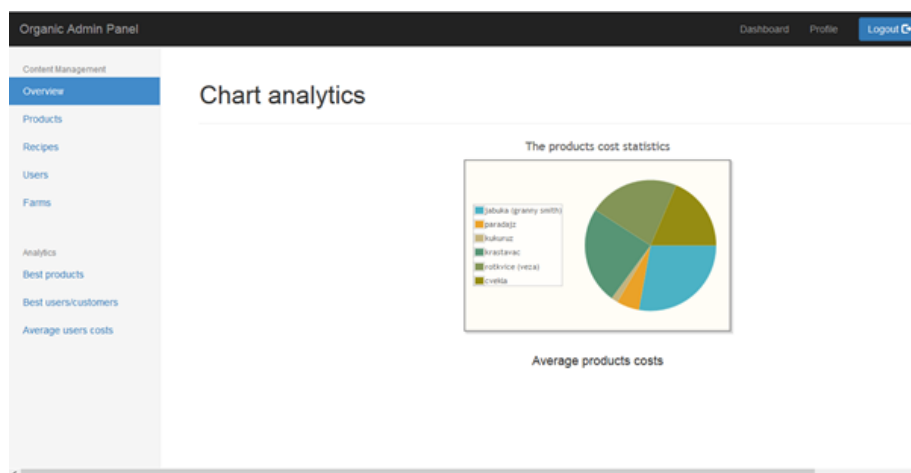 Organic Admin Panel
Dashboard
Profile
Logout
Content Management
Overview
Products
Recipes
Users
Farms
Analytics
Best products
Best users/customers
Average users costs
Chart analytics
The products cost statistics
jabuka (granny smith)
paradajz
kukuruz
krastavac
rotkvice (veza)
cvekla
Average products costs